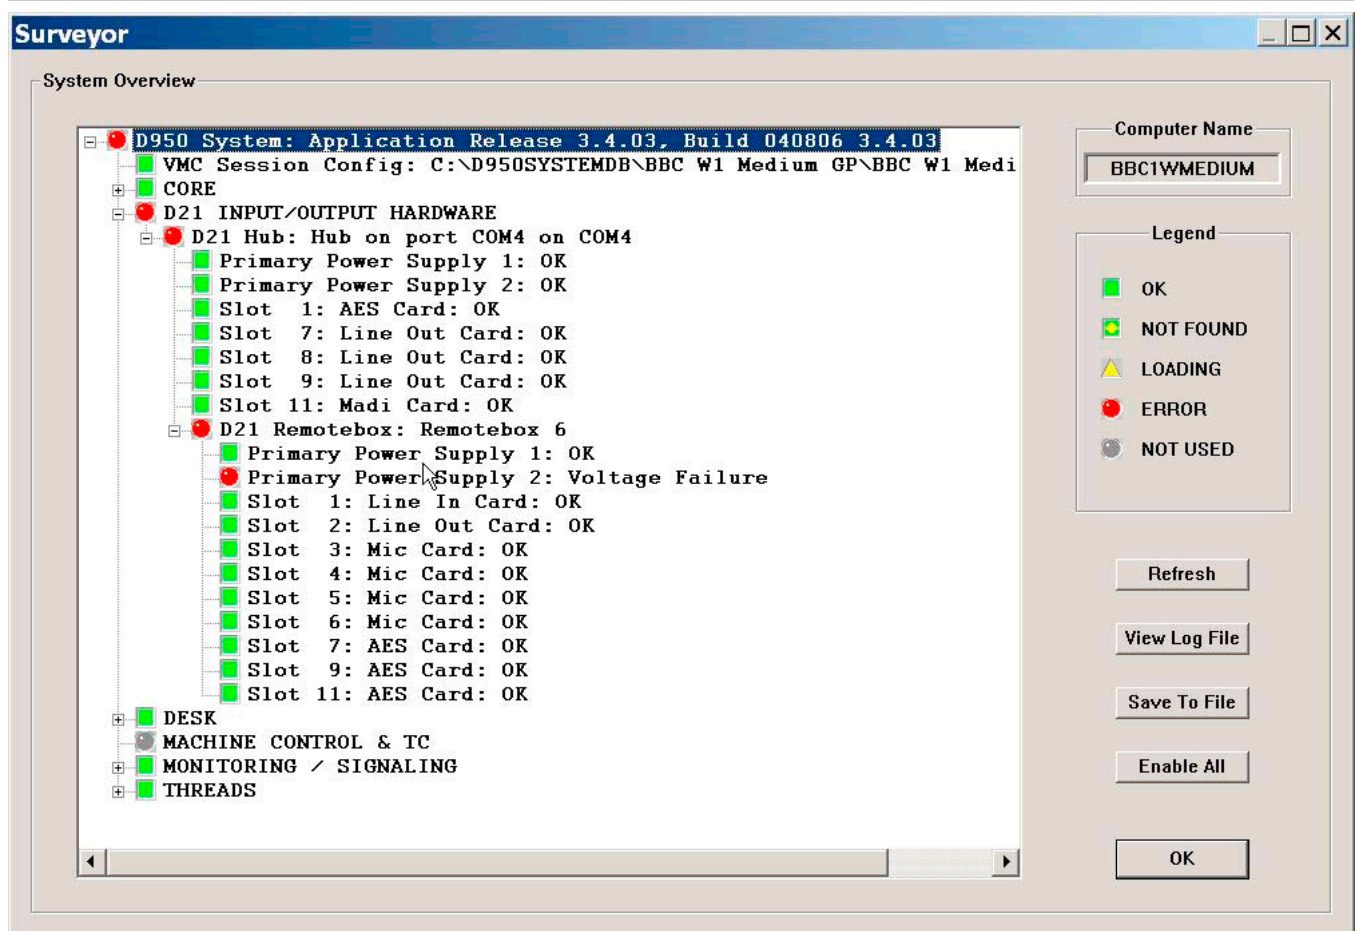 Surveyor
System Overview
D950 System: Application Release 3.4.03, Build 040806 3.4.03
VMC Session Config: C:\D950SYSTEMDB\BBC W1 Medium GP\BBC W1 Medi
CORE
D21 INPUT/OUTPUT HARDWARE
D21 Hub: Hub on port COM4 on COM4
Primary Power Supply 1: OK
Primary Power Supply 2: OK
Slot 1: AES Card: OK
Slot 7: Line Out Card: OK
Slot 8: Line Out Card: OK
Slot 9: Line Out Card: OK
Slot 11: Madi Card: OK
D21 Remotebox: Remotebox 6
Primary Power Supply 1: OK
Primary Power Supply 2: Voltage Failure
Slot 1: Line In Card: OK
Slot 2: Line Out Card: OK
Slot 3: Mic Card: OK
Slot 4: Mic Card: OK
Slot 5: Mic Card: OK
Slot 6: Mic Card: OK
Slot 7: AES Card: OK
Slot 9: AES Card: OK
Slot 11: AES Card: OK
DESK
MACHINE CONTROL & TC
MONITORING / SIGNALING
THREADS
Computer Name
BBC1WMEDIUM
Legend
OK
NOT FOUND
LOADING
ERROR
NOT USED
Refresh
View Log File
Save To File
Enable All
OK